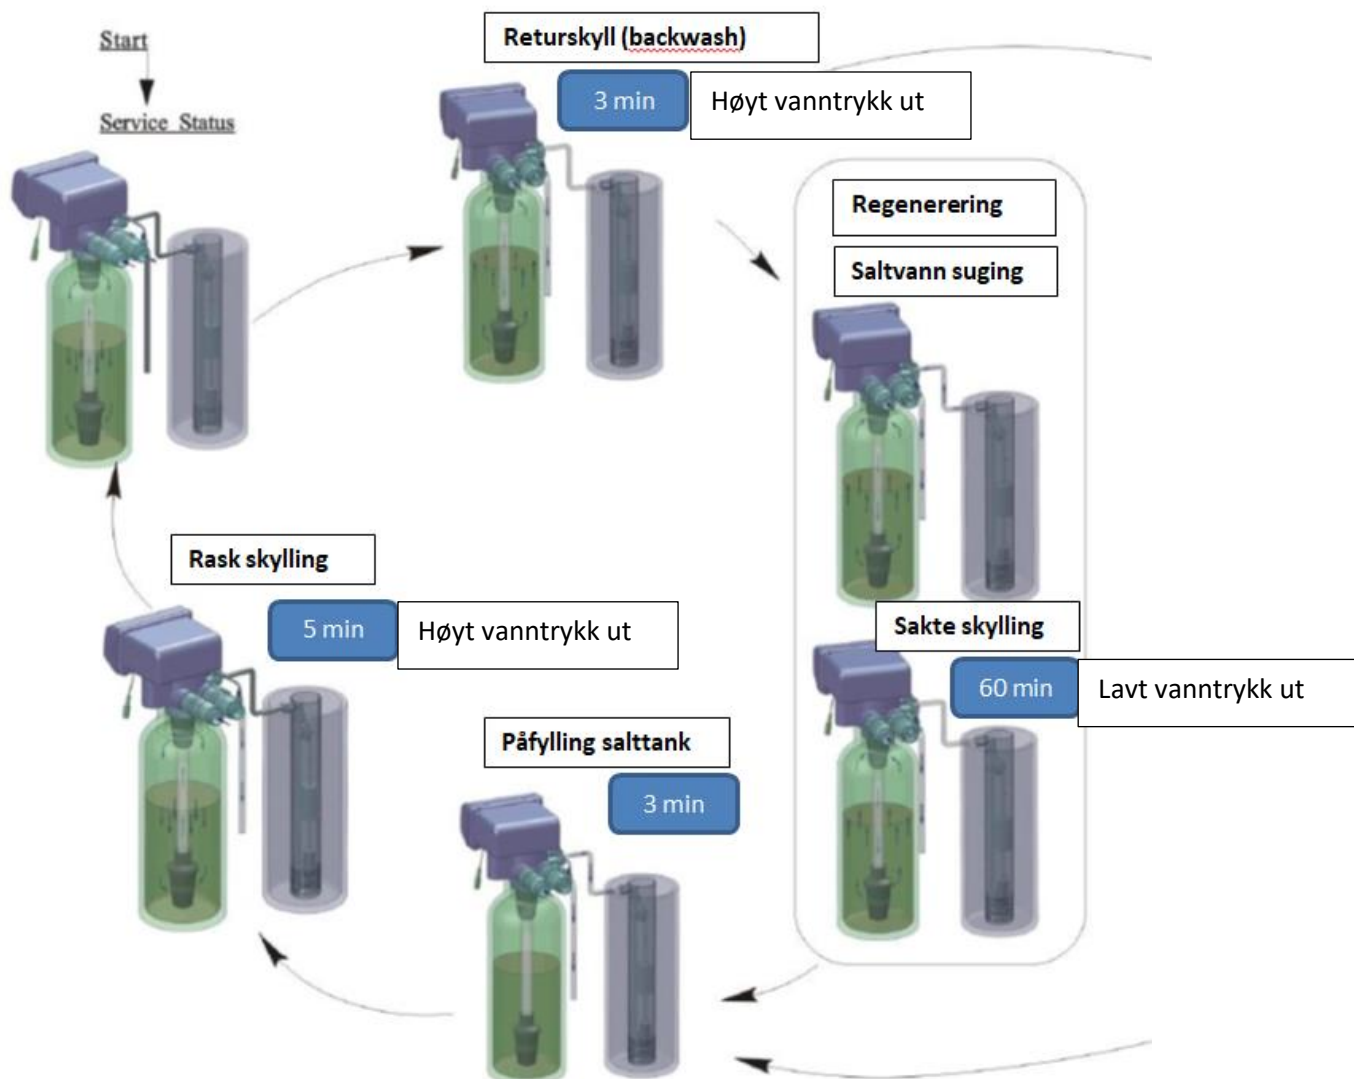 Start
Service Status
Returskyll (backwash)
3 min
Høyt vanntrykk ut
Regenerering
Saltvann suging
Sakte skylling
60 min
Lavt vanntrykk ut
Påfylling salttank
3 min
Rask skylling
5 min
Høyt vanntrykk ut